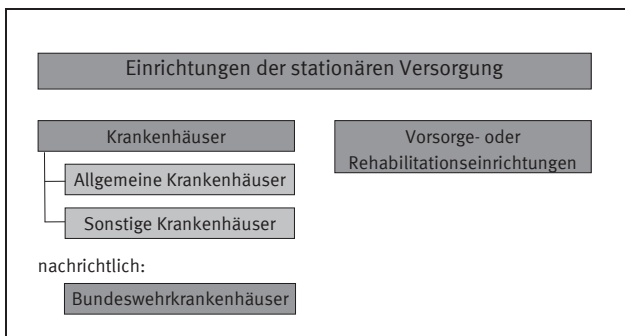 Einrichtungen der stationären Versorgung
Krankenhäuser
Allgemeine Krankenhäuser
Sonstige Krankenhäuser
nachrichtlich:
Bundeswehrkrankenhäuser
Vorsorge- oder
Rehabilitationseinrichtungen